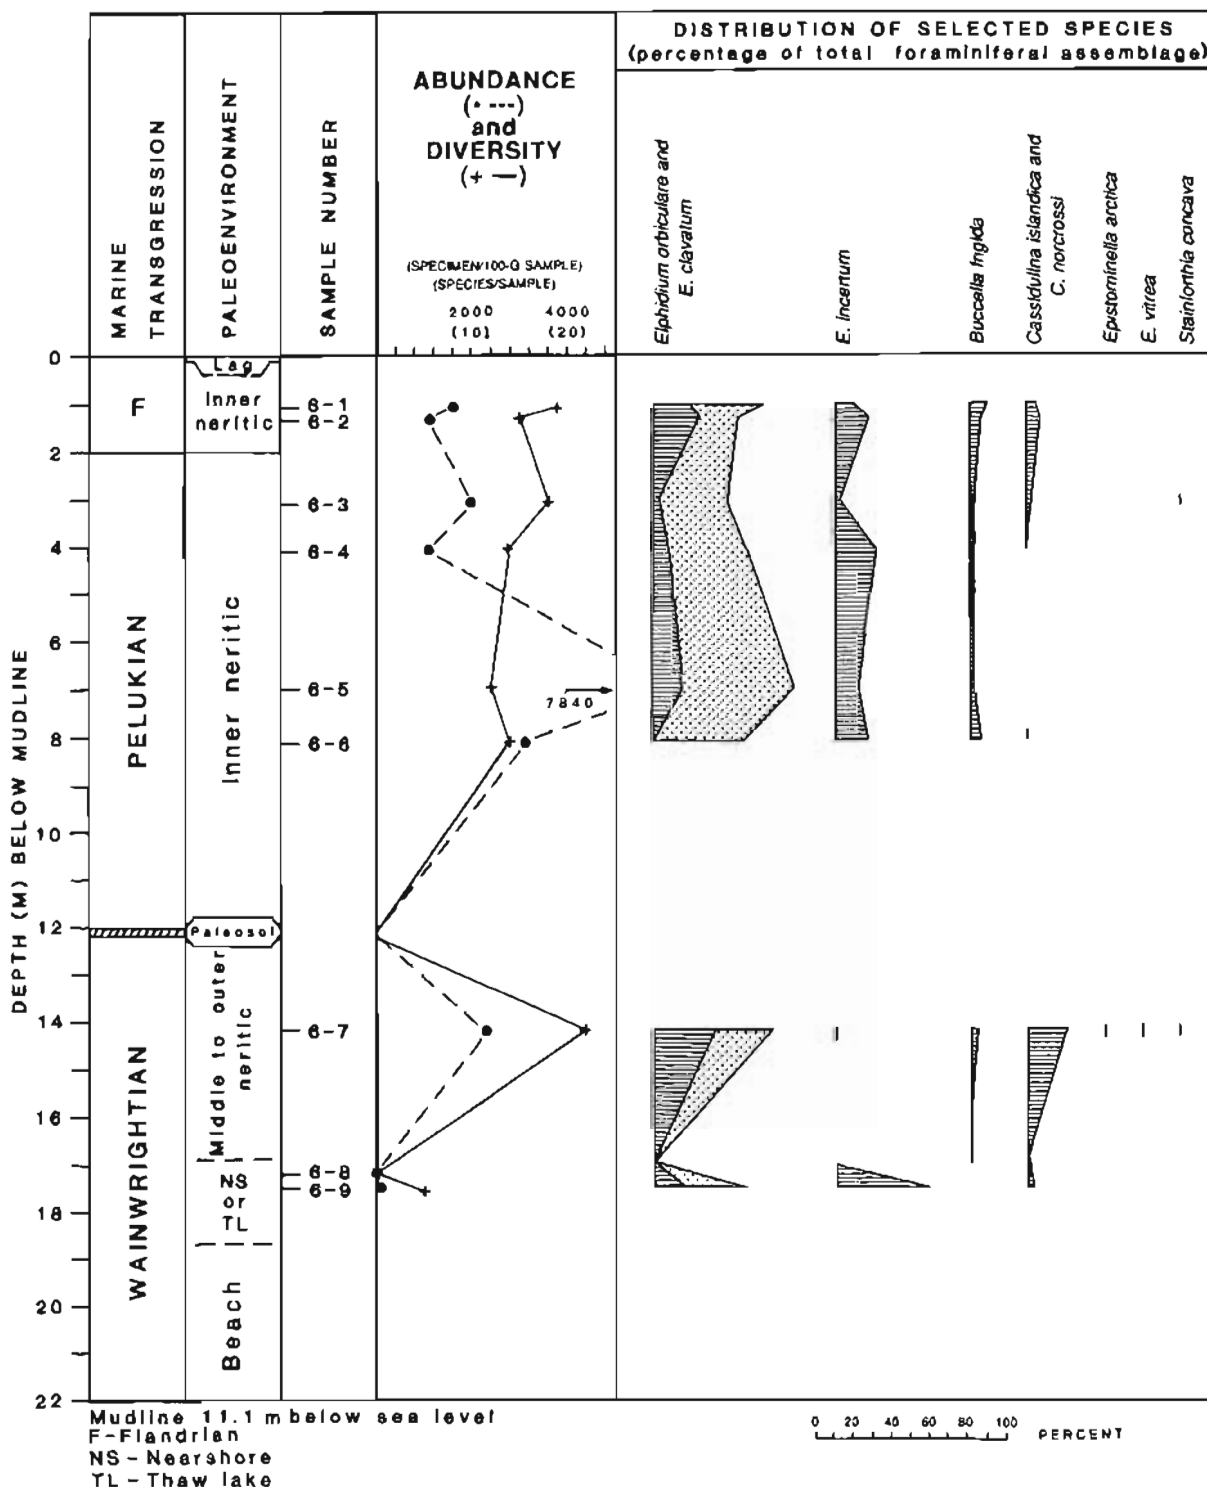 DISTRIBUTION OF SELECTED SPECIES
(percentage of total foraminiferal assemblage)
MARINE
TRANSGRESSION
PALEOENVIRONMENT
SAMPLE NUMBER
ABUNDANCE
(• ---)
and
DIVERSITY
(+ —)
(SPECIMEN/100-G SAMPLE)
(SPECIES/SAMPLE)
2000 4000
(10) (20)
Elphidium orbiculare and
E. clavatum
E. incertum
Buccella frigida
Cassidulina islandica and
C. norcrossi
Epistominella arctica
E. vitrea
Stainforthia concava
DEPTH (M) BELOW MUDLINE
0
2
4
6
8
10
12
14
16
18
20
22
F
PELUKIAN
WAINWRIGHTIAN
Lag
Inner
neritic
Inner neritic
Paleosol
Middle to outer
neritic
NS
or
TL
Beach
6-1
6-2
6-3
6-4
6-5
6-6
6-7
6-8
6-9
7840
0 20 40 60 80 100
PERCENT
Mudline 11.1 m below sea level
F-Flandrian
NS - Nearshore
TL - Thaw lake